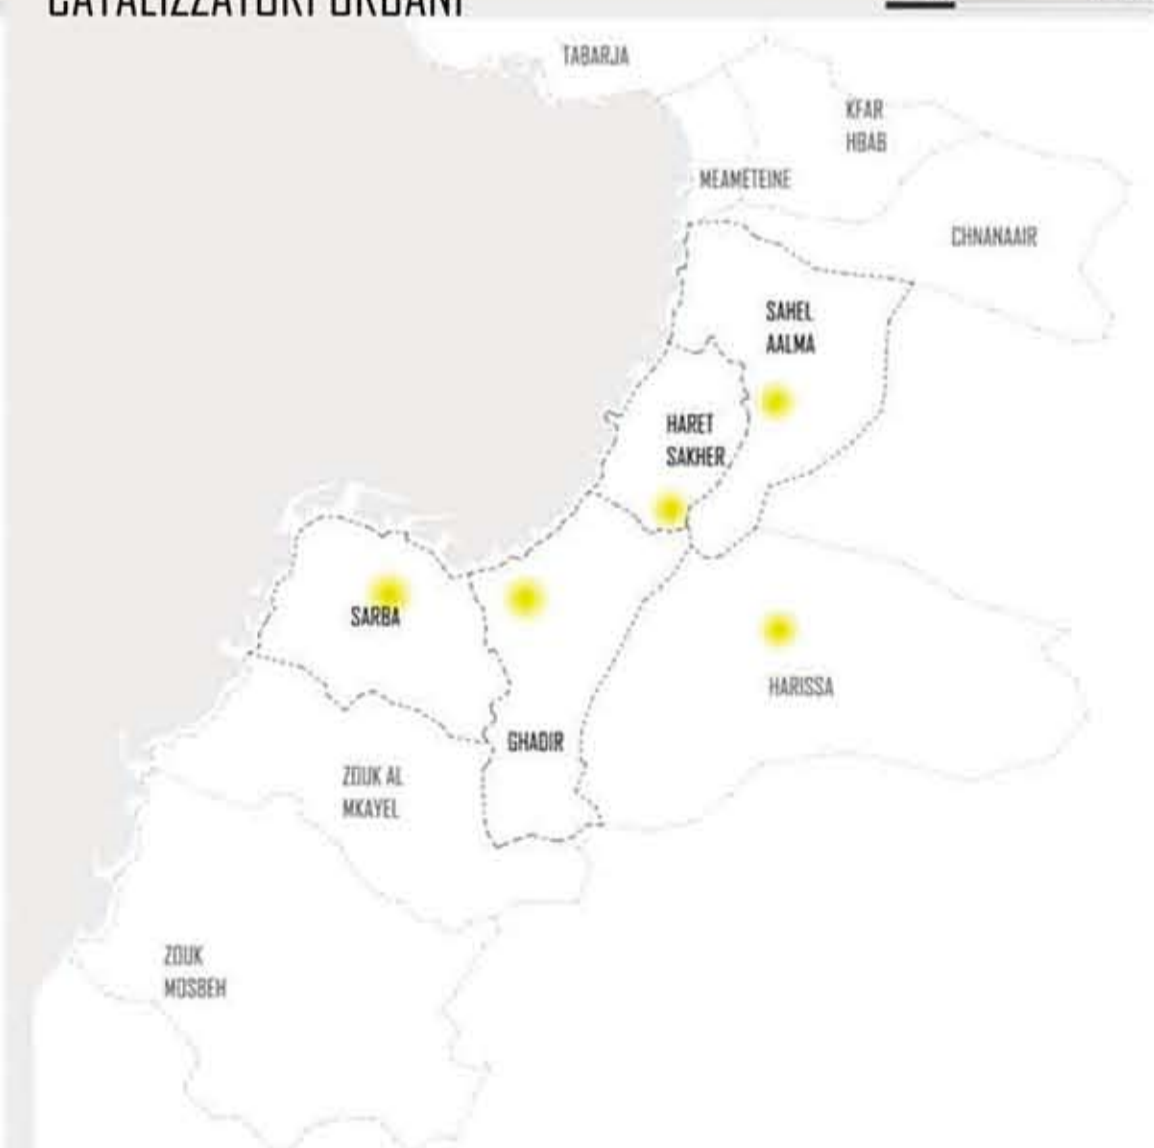 CATALIZZATORI URBANI
TABARJA
KFAR
HBAB
MEAMETEINE
CHNANAAIR
SAHEL
AALMA
HARET
SAKHER
SARBA
HARISSA
GHADIR
ZOUK AL
MKAYEL
ZOUK
MOSBEH